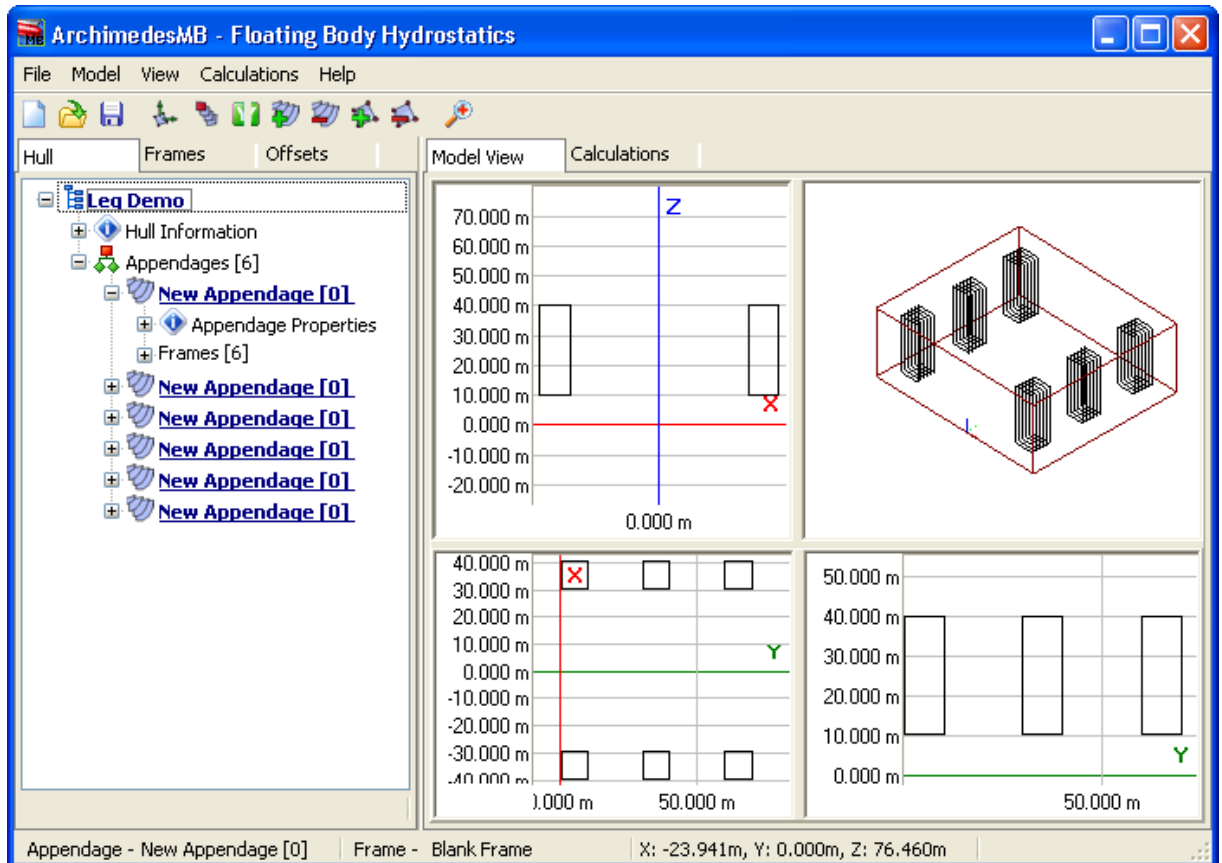 ArchimedesMB - Floating Body Hydrostatics
File Model View Calculations Help
Hull Frames Offsets
Model View Calculations
Leg Demo
Hull Information
Appendages [6]
New Appendage [0]
Appendage Properties
Frames [6]
New Appendage [0]
New Appendage [0]
New Appendage [0]
New Appendage [0]
New Appendage [0]
Z
70.000 m
60.000 m
50.000 m
40.000 m
30.000 m
20.000 m
10.000 m
X
0.000 m
-10.000 m
-20.000 m
0.000 m
40.000 m
X
30.000 m
20.000 m
10.000 m
Y
0.000 m
-10.000 m
-20.000 m
-30.000 m
-40.000 m
0.000 m 50.000 m
50.000 m
40.000 m
30.000 m
20.000 m
10.000 m
Y
0.000 m
50.000 m
Appendage - New Appendage [0] Frame - Blank Frame X: -23.941m, Y: 0.000m, Z: 76.460m